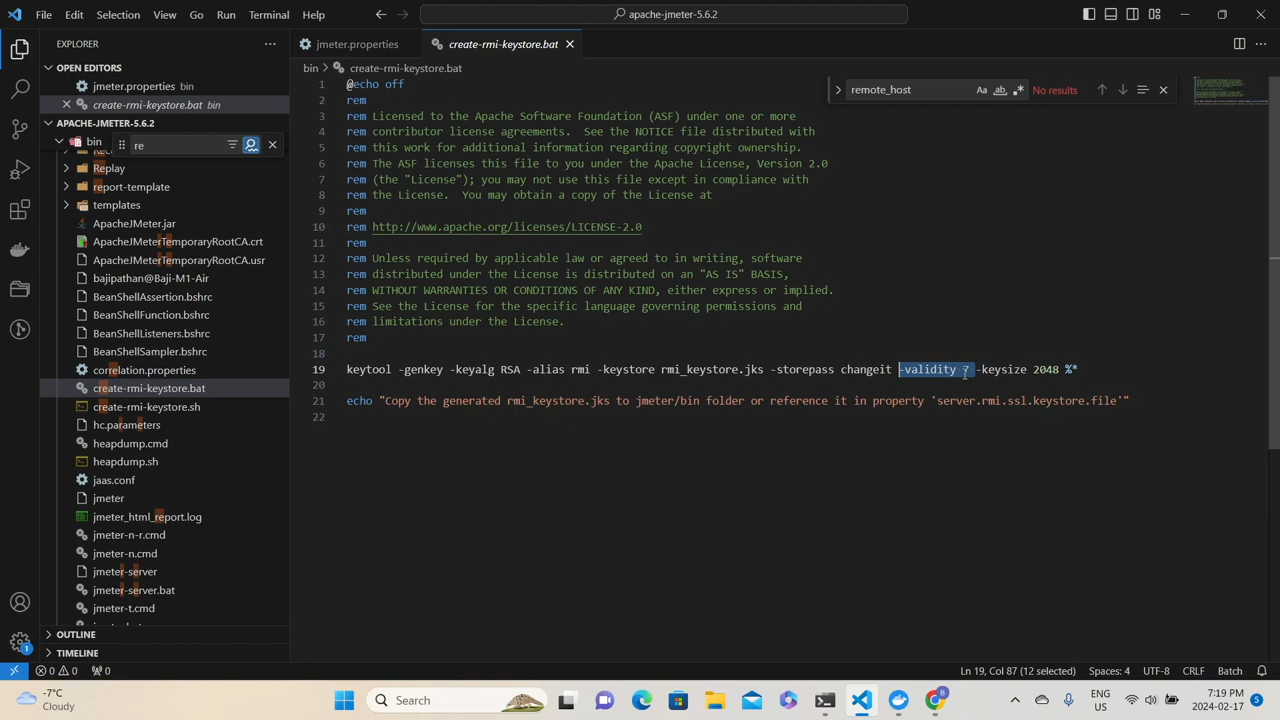 File Edit Selection View Go Run Terminal Help
apache-jmeter-5.6.2
EXPLORER
OPEN EDITORS
jmeter.properties bin
create-rmi-keystore.bat bin
APACHE-JMETER-5.6.2
bin
re
Replay
report-template
templates
ApacheJMeter.jar
ApacheJMeterTemporaryRootCA.crt
ApacheJMeterTemporaryRootCA.usr
bajipathan@Baji-M1-Air
BeanShellAssertion.bshrc
BeanShellFunction.bshrc
BeanShellListeners.bshrc
BeanShellSampler.bshrc
correlation.properties
create-rmi-keystore.bat
create-rmi-keystore.sh
hc.parameters
heapdump.cmd
heapdump.sh
jaas.conf
jmeter
jmeter_html_report.log
jmeter-n-r.cmd
jmeter-n.cmd
jmeter-server
jmeter-server.bat
jmeter-t.cmd
OUTLINE
TIMELINE
jmeter.properties create-rmi-keystore.bat
bin > create-rmi-keystore.bat
remote_host Aa ab .* No results
1 @echo off
2 rem
3 rem Licensed to the Apache Software Foundation (ASF) under one or more
4 rem contributor license agreements. See the NOTICE file distributed with
5 rem this work for additional information regarding copyright ownership.
6 rem The ASF licenses this file to you under the Apache License, Version 2.0
7 rem (the "License"); you may not use this file except in compliance with
8 rem the License. You may obtain a copy of the License at
9 rem
10 rem http://www.apache.org/licenses/LICENSE-2.0
11 rem
12 rem Unless required by applicable law or agreed to in writing, software
13 rem distributed under the License is distributed on an "AS IS" BASIS,
14 rem WITHOUT WARRANTIES OR CONDITIONS OF ANY KIND, either express or implied.
15 rem See the License for the specific language governing permissions and
16 rem limitations under the License.
17 rem
18
19 keytool -genkey -keyalg RSA -alias rmi -keystore rmi_keystore.jks -storepass changeit -validity 7 -keysize 2048 %*
20
21 echo "Copy the generated rmi_keystore.jks to jmeter/bin folder or reference it in property 'server.rmi.ssl.keystore.file'"
22
0 0 0 Ln 19, Col 87 (12 selected) Spaces: 4 UTF-8 CRLF Batch
-7°C
Cloudy
Search
ENG
US
7:19 PM
2024-02-17